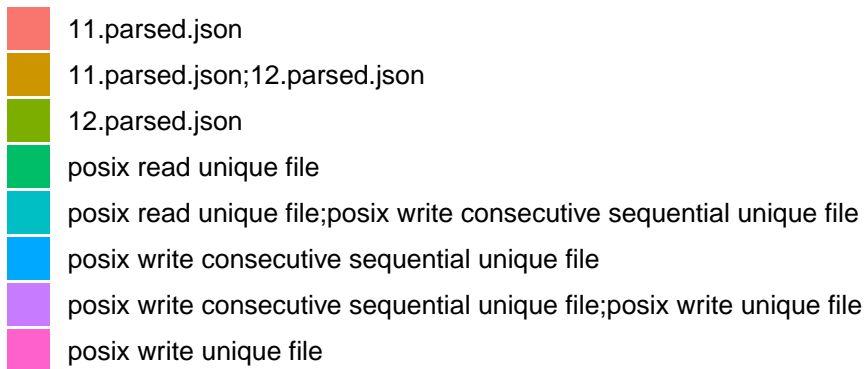 11.parsed.json
11.parsed.json;12.parsed.json
12.parsed.json
posix read unique file
posix read unique file;posix write consecutive sequential unique file
posix write consecutive sequential unique file
posix write consecutive sequential unique file;posix write unique file
posix write unique file